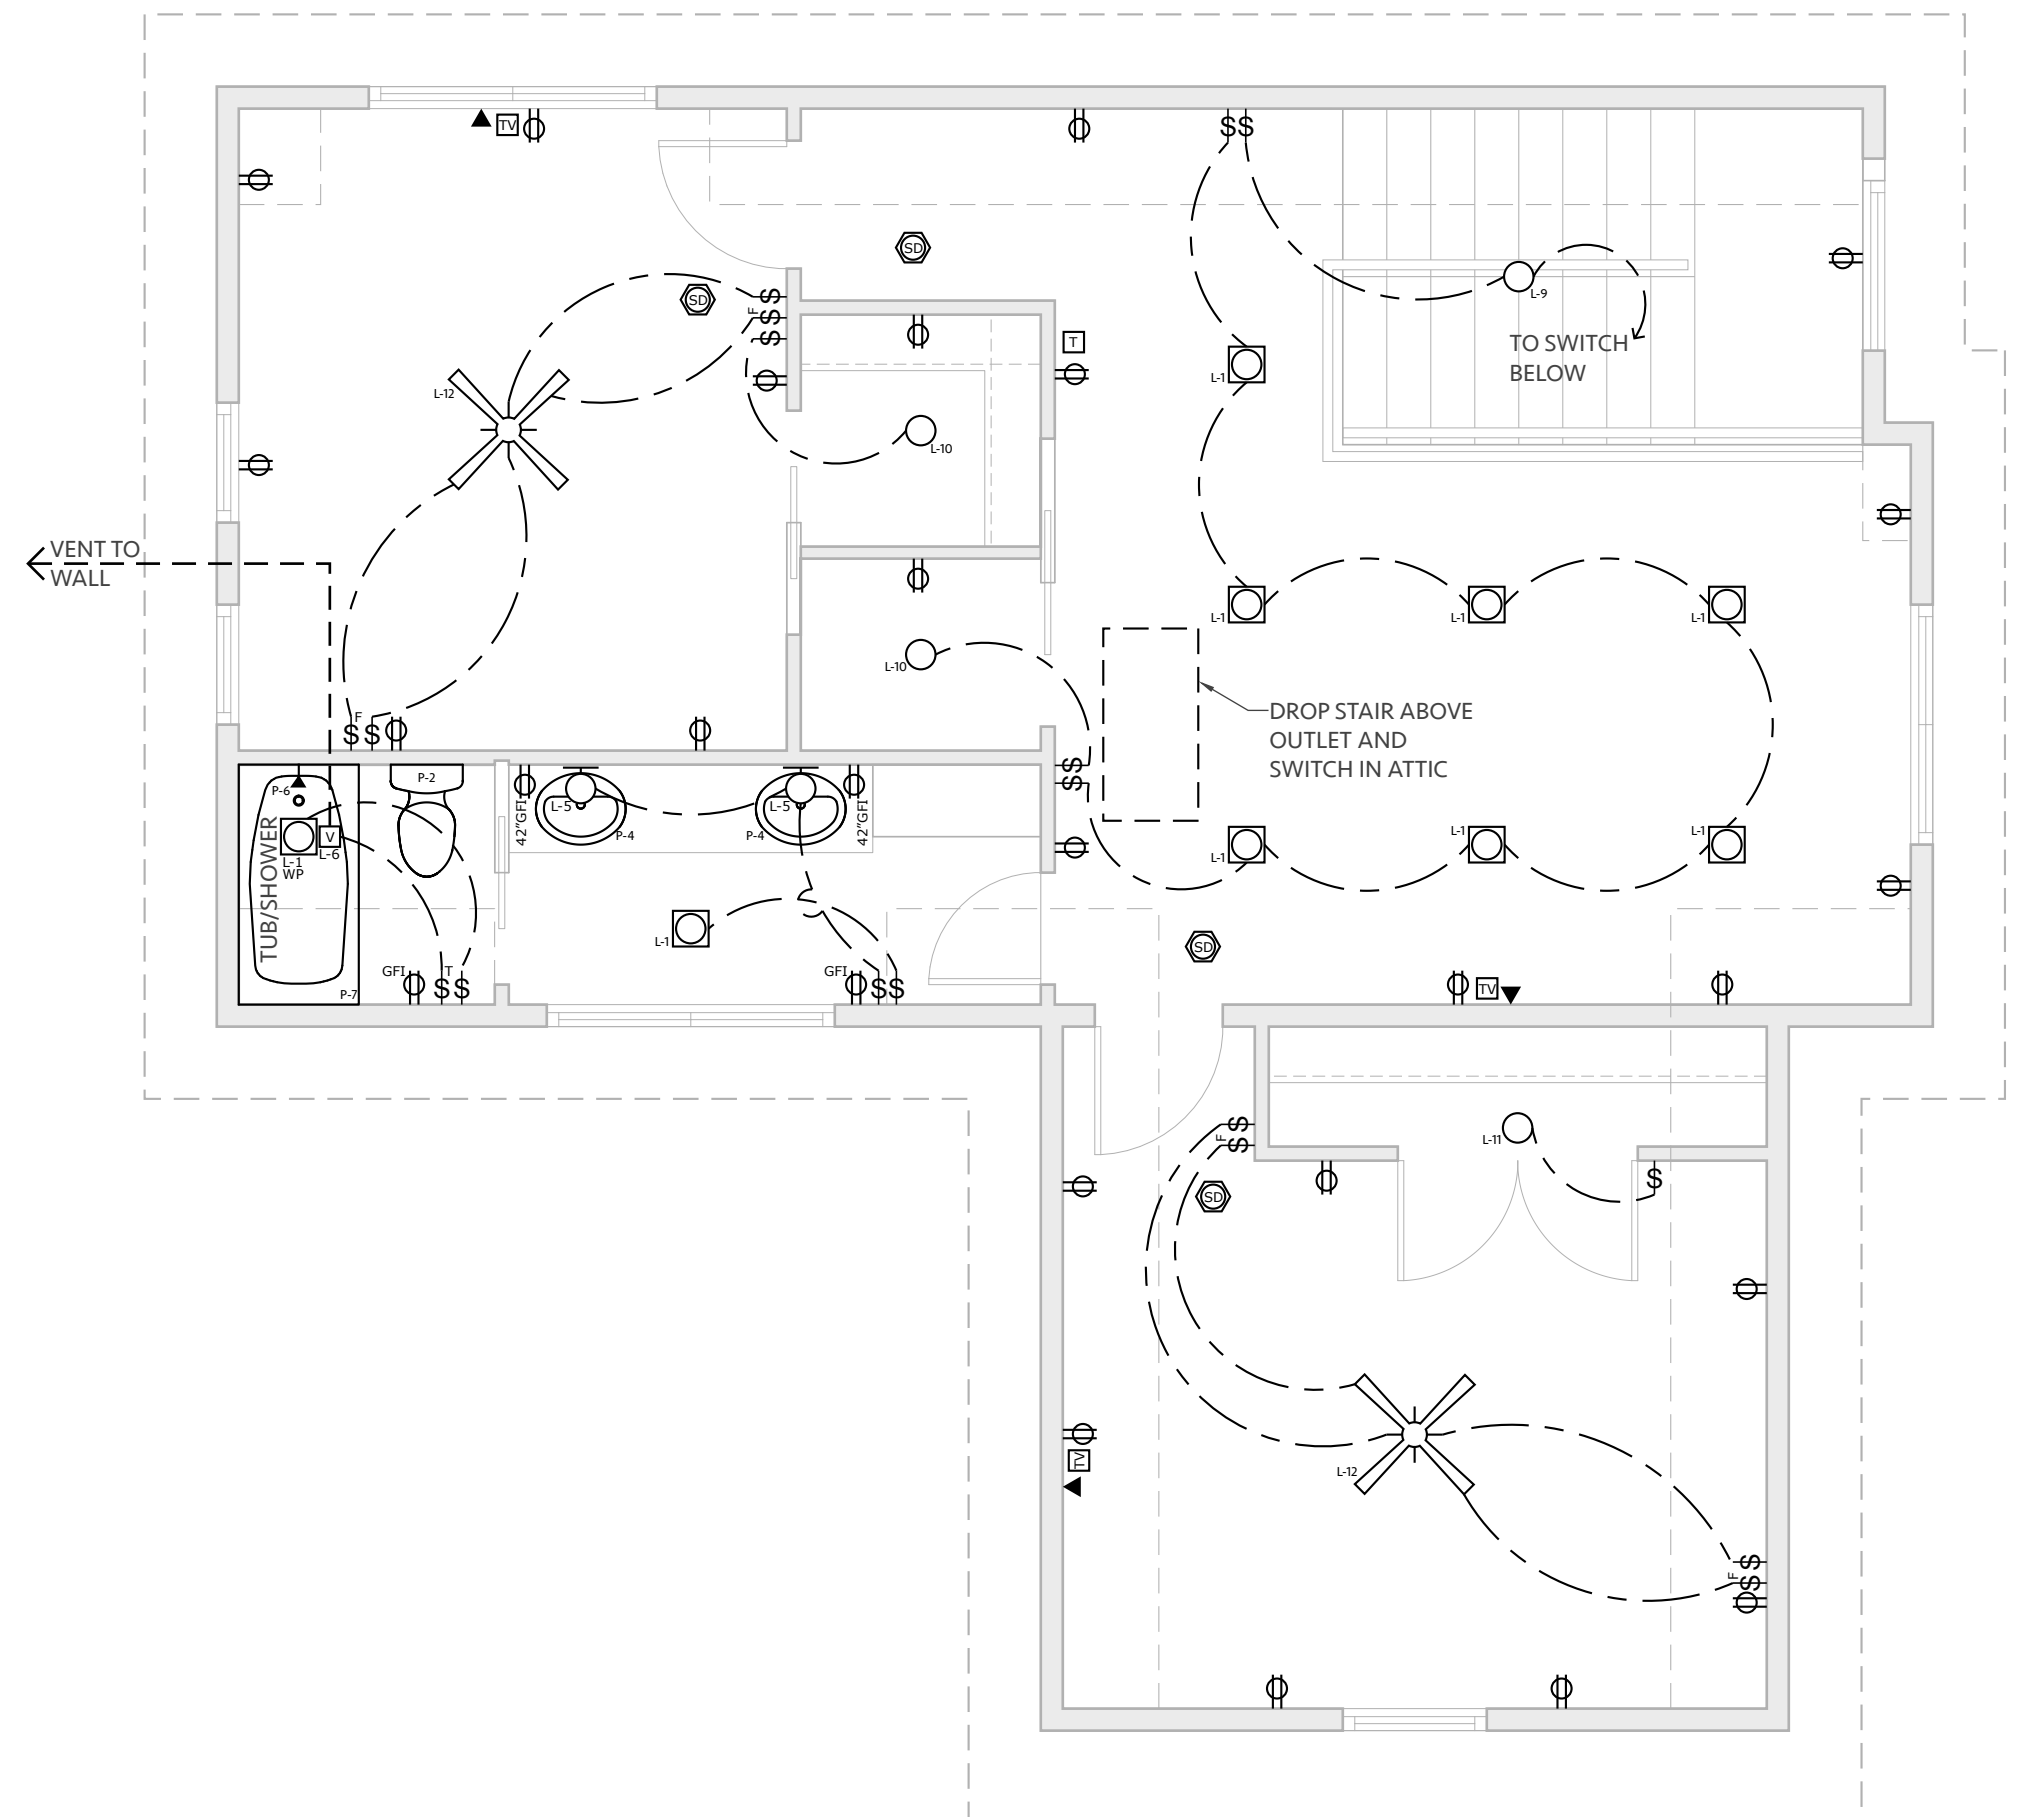 TV
$$
SD
SD
$
F
$
$
L-9
T
TO SWITCH
BELOW
L-1
L-12
L-10
VENT TO
WALL
L-1
L-1
L-1
L-10
DROP STAIR ABOVE
OUTLET AND
SWITCH IN ATTIC
F
$$
$
$
P-2
P-6
L-5
L-5
42"GFI
42"GFI
P-4
P-4
TUB/SHOWER
V
L-1
WP
L-6
L-1
L-1
L-1
L-1
SD
GFI
T
$$
GFI
$$
P-7
TV
$
F
$
L-11
$
SD
TV
L-12
$
F
$